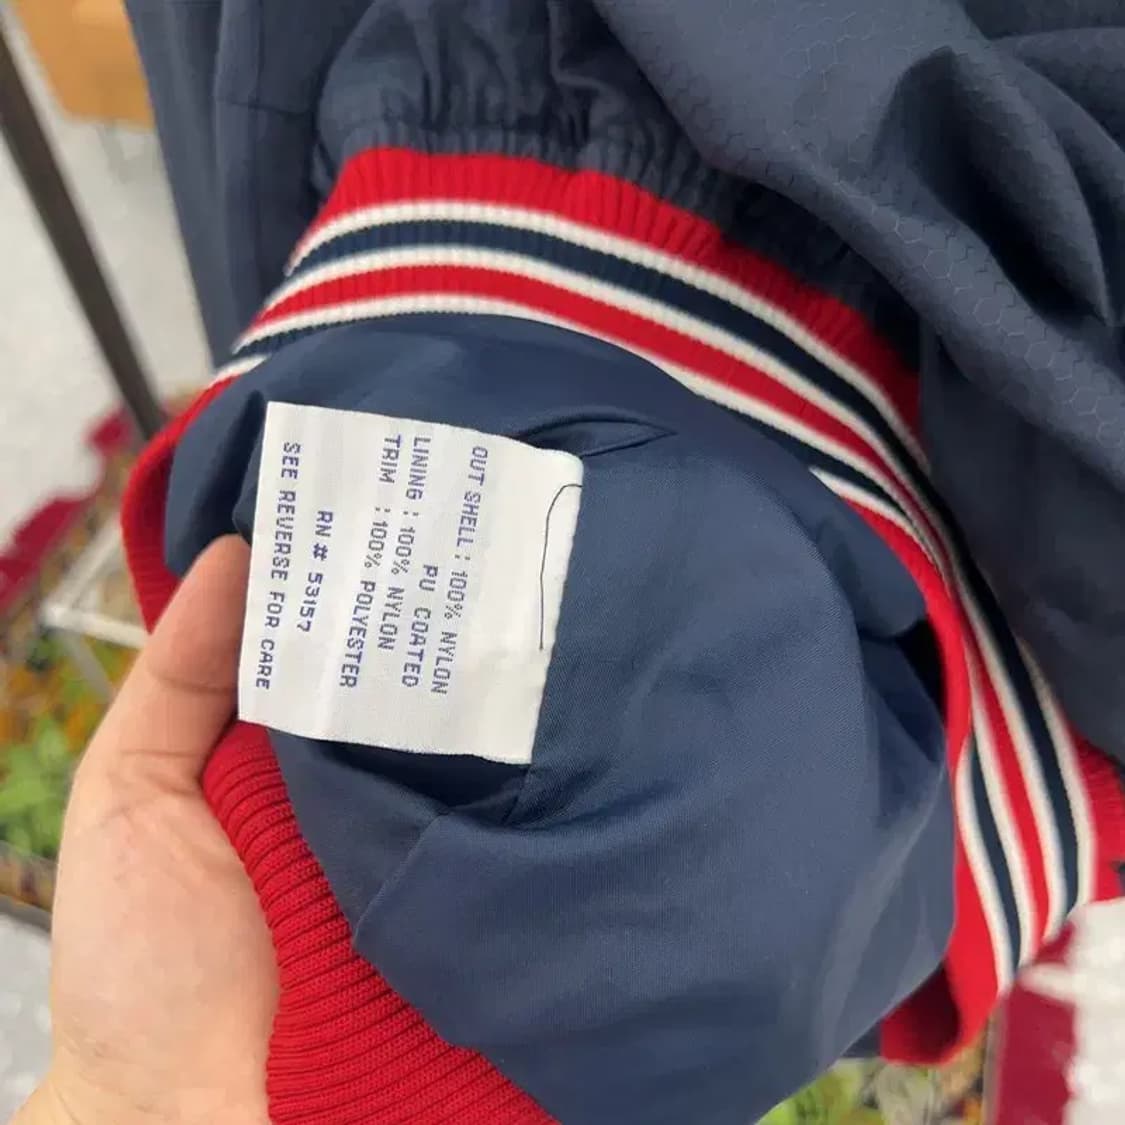 OUT SHELL : 100% NYLON
PU COATED
LINING : 100% NYLON
TRIM : 100% POLYESTER
RN # 53157
SEE REVERSE FOR CARE